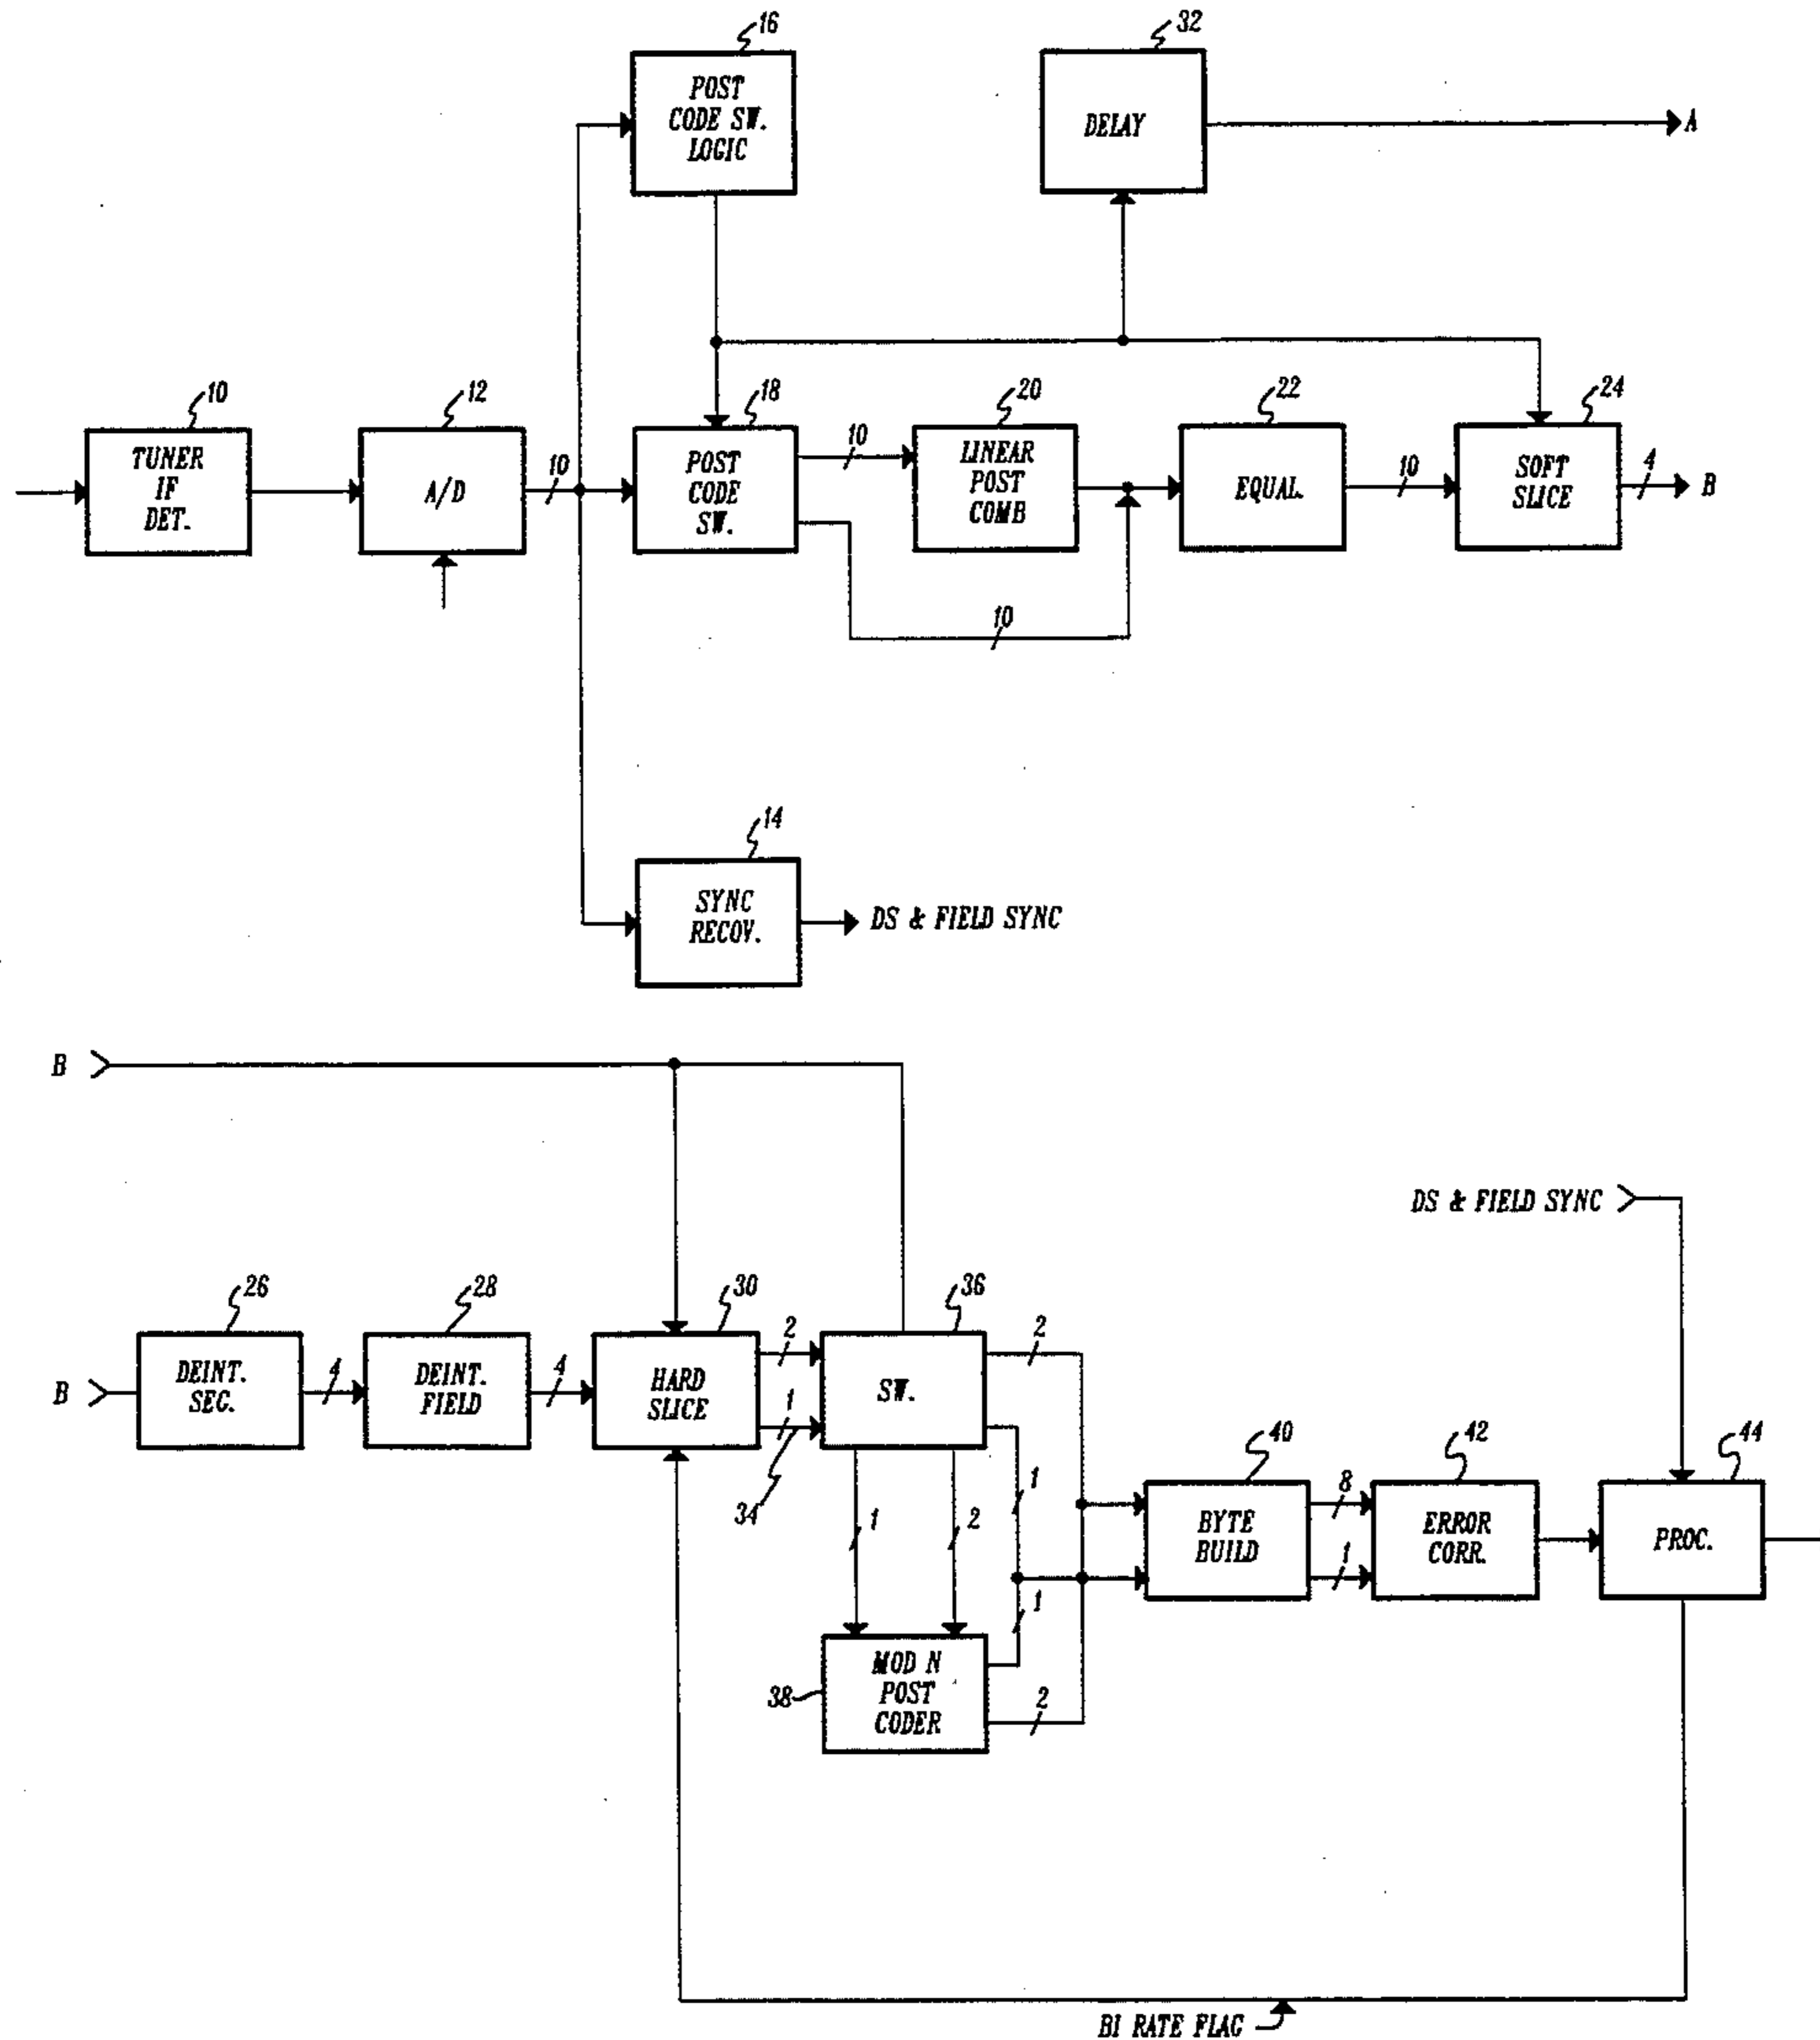 16
POST
CODE SW.
LOGIC
32
DELAY
A
10
TUNER
IF
DET.
12
A/D
10
18
POST
CODE
SW.
10
10
20
LINEAR
POST
COMB
22
EQUAL.
10
24
SOFT
SLICE
4
B
14
SYNC
RECOV.
DS & FIELD SYNC
B
DS & FIELD SYNC
B
26
DEINT.
SEG.
4
28
DEINT.
FIELD
4
30
HARD
SLICE
2
1
34
36
SW.
2
1
1
2
1
38
MOD N
POST
CODER
2
40
BYTE
BUILD
8
1
42
ERROR
CORR.
44
PROC.
BI RATE FLAG